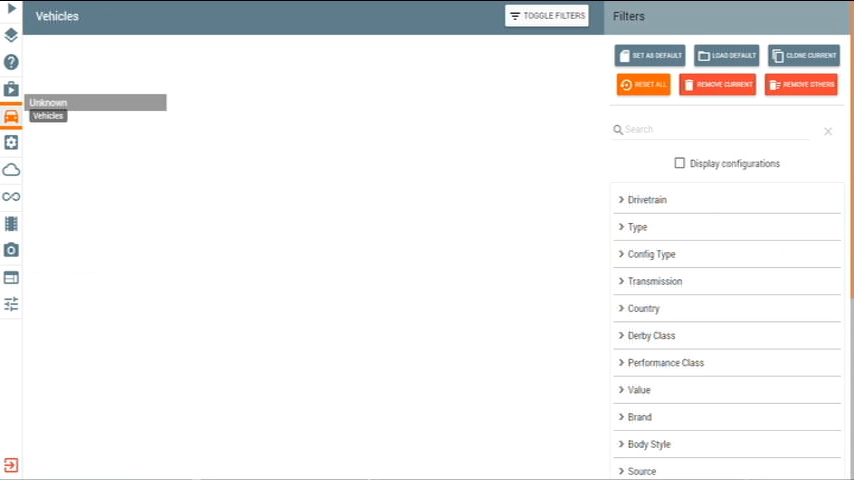 Vehicles
TOGGLE FILTERS
Filters
SET AS DEFAULT
LOAD DEFAULT
CLONE CURRENT
RESET ALL
REMOVE CURRENT
REMOVE OTHERS
Unknown
Vehicles
Search
Display configurations
Drivetrain
Type
Config Type
Transmission
Country
Derby Class
Performance Class
Value
Brand
Body Style
Source